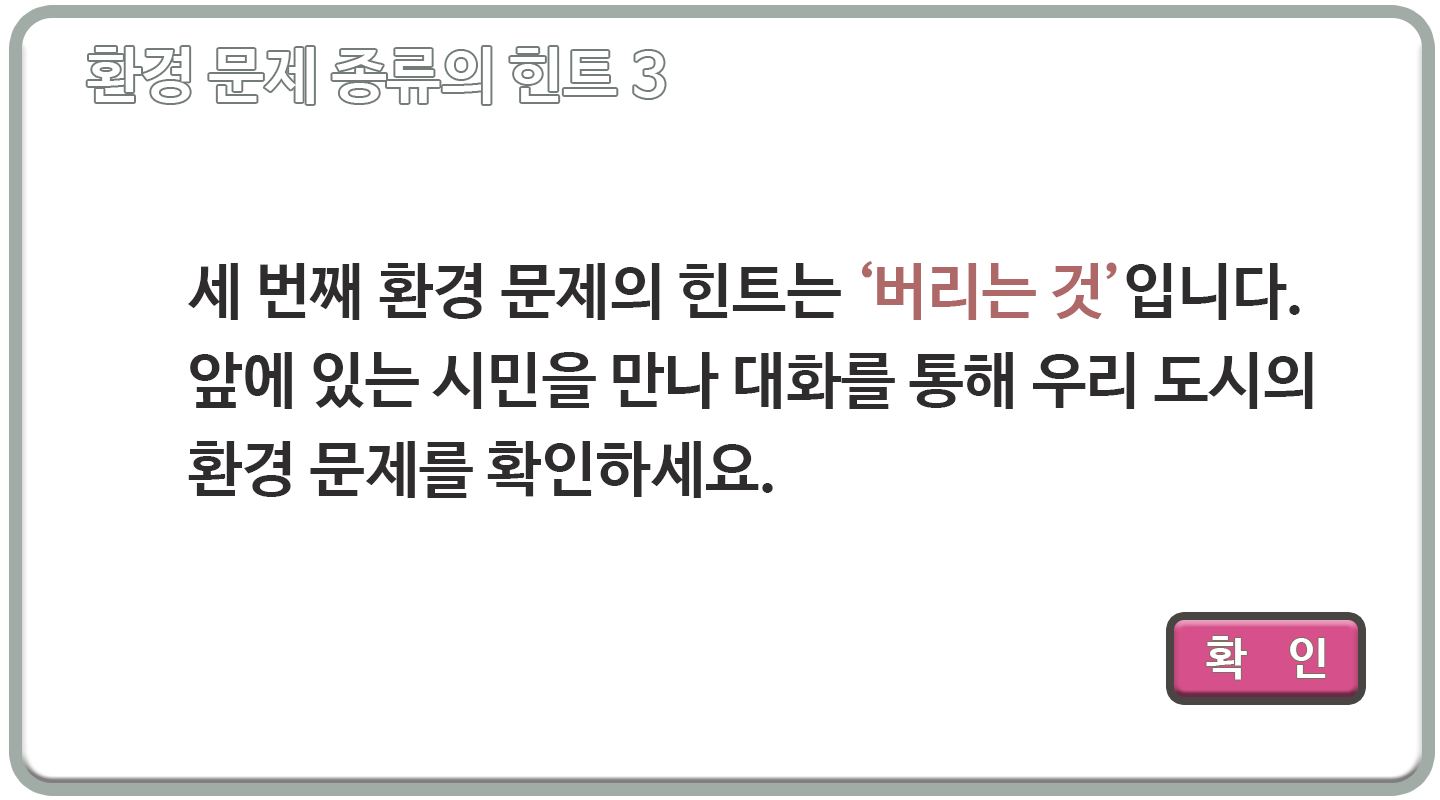 환경 문제 종류의 힌트 3
세 번째 환경 문제의 힌트는 ‘버리는 것’입니다.
앞에 있는 시민을 만나 대화를 통해 우리 도시의
환경 문제를 확인하세요.
확 인